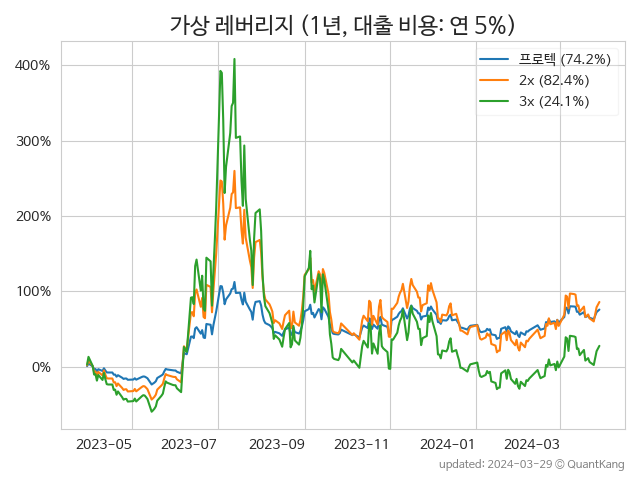 가상 레버리지 (1년, 대출 비용: 연 5%)
프로텍 (74.2%)
2x (82.4%)
3x (24.1%)
400%
300%
200%
100%
0%
2023-05 2023-07 2023-09 2023-11 2024-01 2024-03
updated: 2024-03-29 © QuantKang